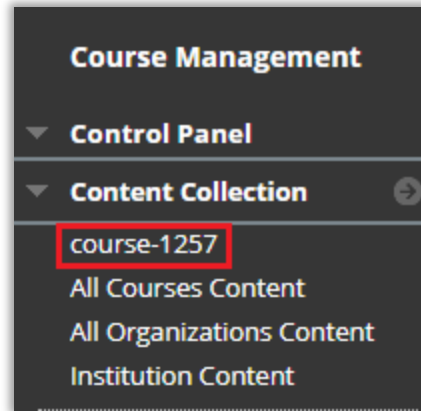 Course Management
Control Panel
Content Collection
course-1257
All Courses Content
All Organizations Content
Institution Content